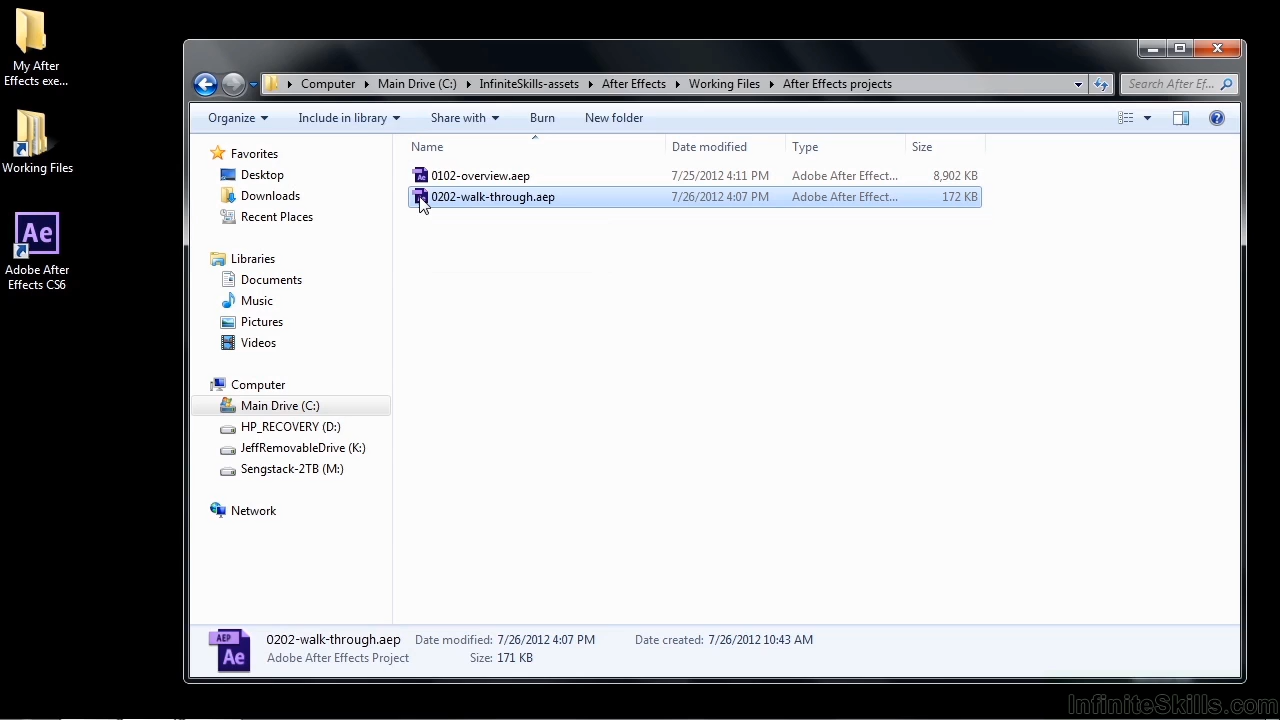 My After
Effects exe...
Working Files
Ae
Adobe After
Effects CS6
Computer
Main Drive (C:)
InfiniteSkills-assets
After Effects
Working Files
After Effects projects
Search After Ef...
Organize
Include in library
Share with
Burn
New folder
Favorites
Desktop
Downloads
Recent Places
Libraries
Documents
Music
Pictures
Videos
Computer
Main Drive (C:)
HP_RECOVERY (D:)
JeffRemovableDrive (K:)
Sengstack-2TB (M:)
Network
Name Date modified Type Size
0102-overview.aep 7/25/2012 4:11 PM Adobe After Effect... 8,902 KB
0202-walk-through.aep 7/26/2012 4:07 PM Adobe After Effect... 172 KB
AEP
Ae
0202-walk-through.aep Date modified: 7/26/2012 4:07 PM Date created: 7/26/2012 10:43 AM
Adobe After Effects Project Size: 171 KB
InfiniteSkills.com